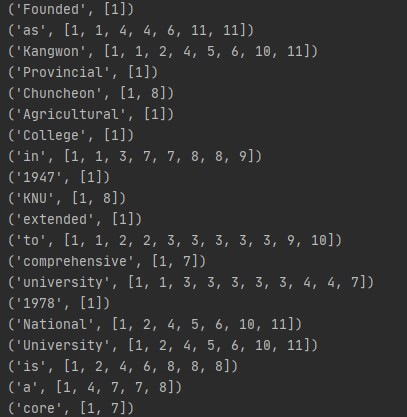 ('Founded', [1])
('as', [1, 1, 4, 4, 6, 11, 11])
('Kangwon', [1, 1, 2, 4, 5, 6, 10, 11])
('Provincial', [1])
('Chuncheon', [1, 8])
('Agricultural', [1])
('College', [1])
('in', [1, 1, 3, 7, 7, 8, 8, 9])
('1947', [1])
('KNU', [1, 8])
('extended', [1])
('to', [1, 1, 2, 2, 3, 3, 3, 3, 3, 9, 10])
('comprehensive', [1, 7])
('university', [1, 1, 3, 3, 3, 3, 3, 4, 4, 7])
('1978', [1])
('National', [1, 2, 4, 5, 6, 10, 11])
('University', [1, 2, 4, 5, 6, 10, 11])
('is', [1, 2, 4, 6, 8, 8, 8])
('a', [1, 4, 7, 7, 8])
('core', [1, 7])